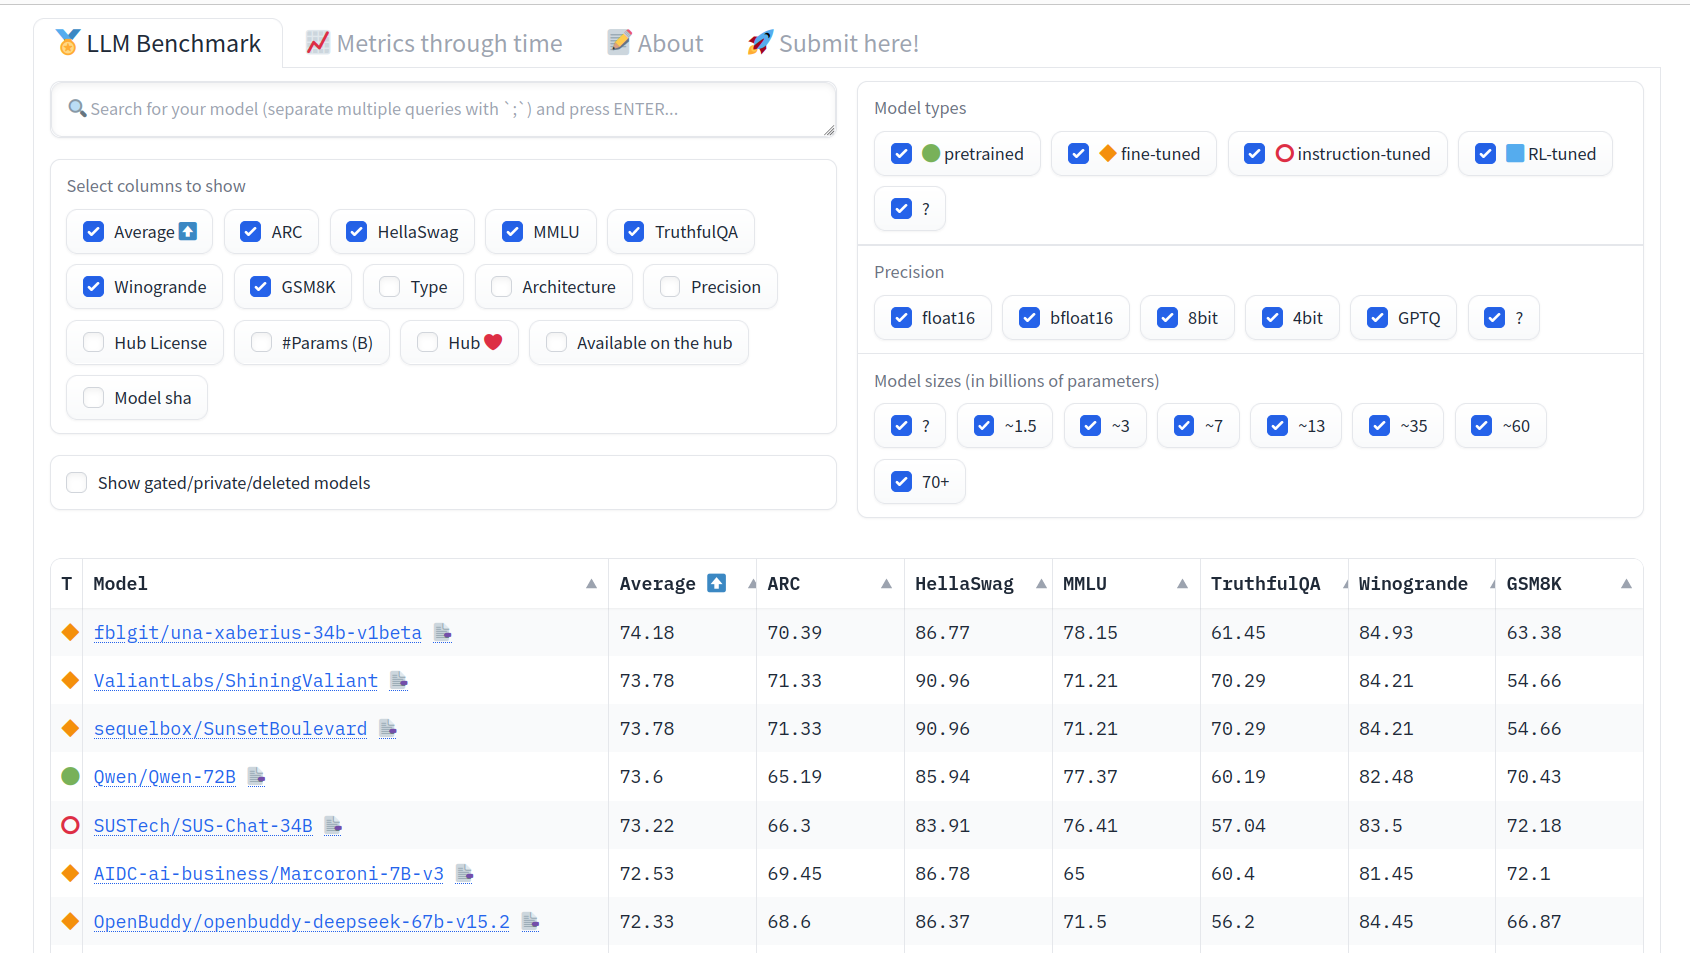 LLM Benchmark Metrics through time About Submit here!
Search for your model (separate multiple queries with `;`) and press ENTER...
Select columns to show
Average ARC HellaSwag MMLU TruthfulQA
Winogrande GSM8K Type Architecture Precision
Hub License #Params (B) Hub Available on the hub
Model sha
Show gated/private/deleted models
Model types
pretrained fine-tuned instruction-tuned RL-tuned
?
Precision
float16 bfloat16 8bit 4bit GPTQ ?
Model sizes (in billions of parameters)
? ~1.5 ~3 ~7 ~13 ~35 ~60
70+
T Model Average ARC HellaSwag MMLU TruthfulQA Winogrande GSM8K
fblgit/una-xaberius-34b-v1beta 74.18 70.39 86.77 78.15 61.45 84.93 63.38
ValiantLabs/ShiningValiant 73.78 71.33 90.96 71.21 70.29 84.21 54.66
sequelbox/SunsetBoulevard 73.78 71.33 90.96 71.21 70.29 84.21 54.66
Qwen/Qwen-72B 73.6 65.19 85.94 77.37 60.19 82.48 70.43
SUSTech/SUS-Chat-34B 73.22 66.3 83.91 76.41 57.04 83.5 72.18
AIDC-ai-business/Marcoroni-7B-v3 72.53 69.45 86.78 65 60.4 81.45 72.1
OpenBuddy/openbuddy-deepseek-67b-v15.2 72.33 68.6 86.37 71.5 56.2 84.45 66.87